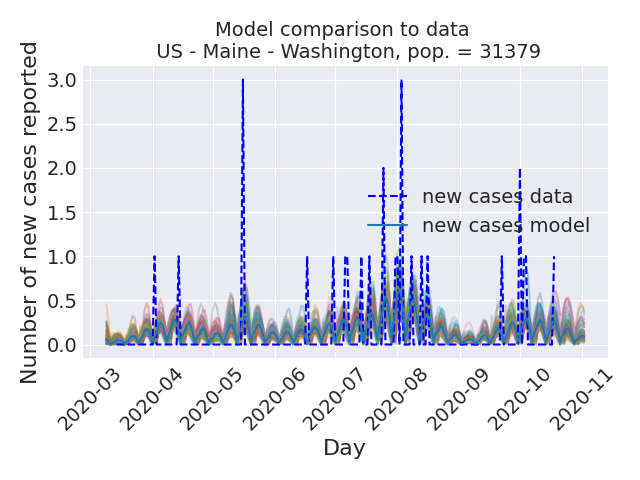 Model comparison to data
US - Maine - Washington, pop. = 31379
Number of new cases reported
3.0
2.5
2.0
1.5
1.0
0.5
0.0
new cases data
new cases model
2020-03
2020-04
2020-05
2020-06
2020-07
2020-08
2020-09
2020-10
2020-11
Day